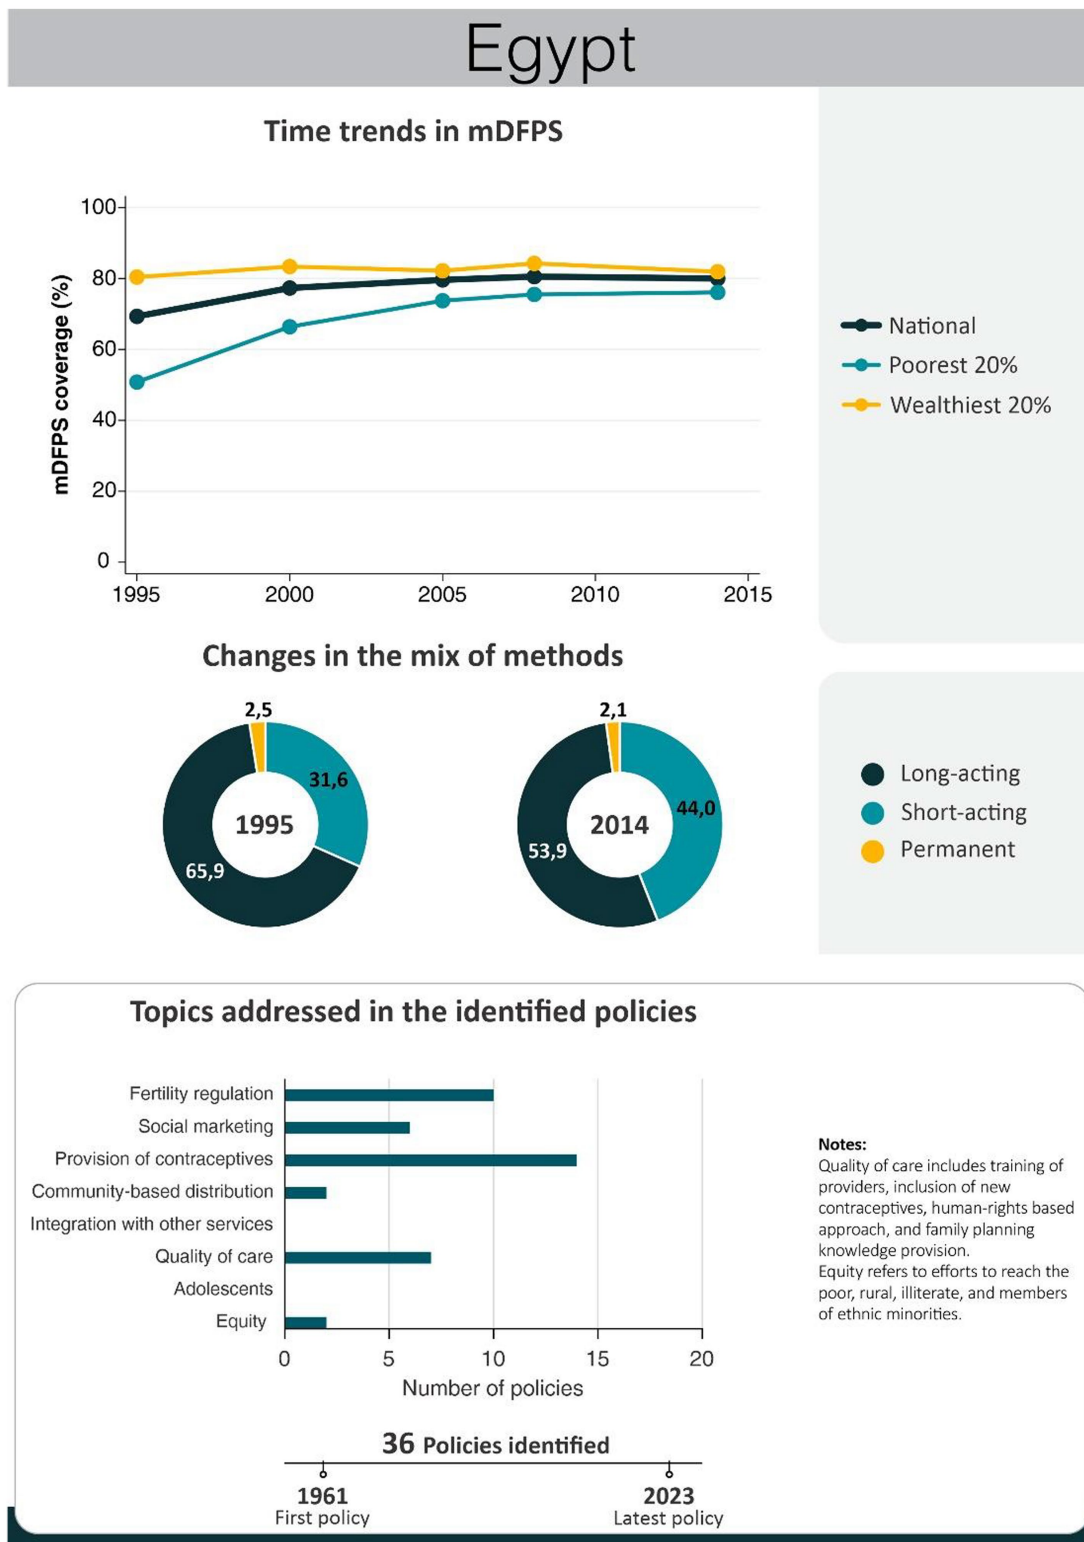 Egypt
Time trends in mDFPS
mDFPS coverage (%)
100
80
60
40
20
0
1995 2000 2005 2010 2015
National
Poorest 20%
Wealthiest 20%
Changes in the mix of methods
2,5
31,6
65,9
1995
2,1
44,0
53,9
2014
Long-acting
Short-acting
Permanent
Topics addressed in the identified policies
Fertility regulation
Social marketing
Provision of contraceptives
Community-based distribution
Integration with other services
Quality of care
Adolescents
Equity
0 5 10 15 20
Number of policies
Notes:
Quality of care includes training of
providers, inclusion of new
contraceptives, human-rights based
approach, and family planning
knowledge provision.
Equity refers to efforts to reach the
poor, rural, illiterate, and members
of ethnic minorities.
36 Policies identified
1961
First policy
2023
Latest policy